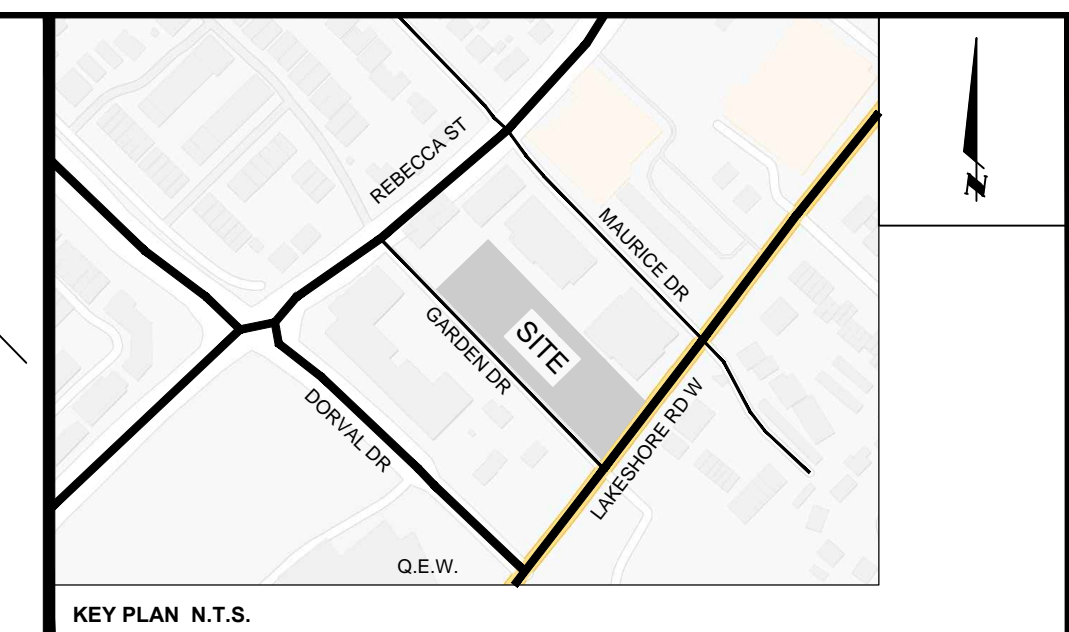 REBECCA ST
N
MAURICE DR
GARDEN DR
SITE
DORVAL DR
LAKESHORE RD W
Q.E.W.
KEY PLAN N.T.S.